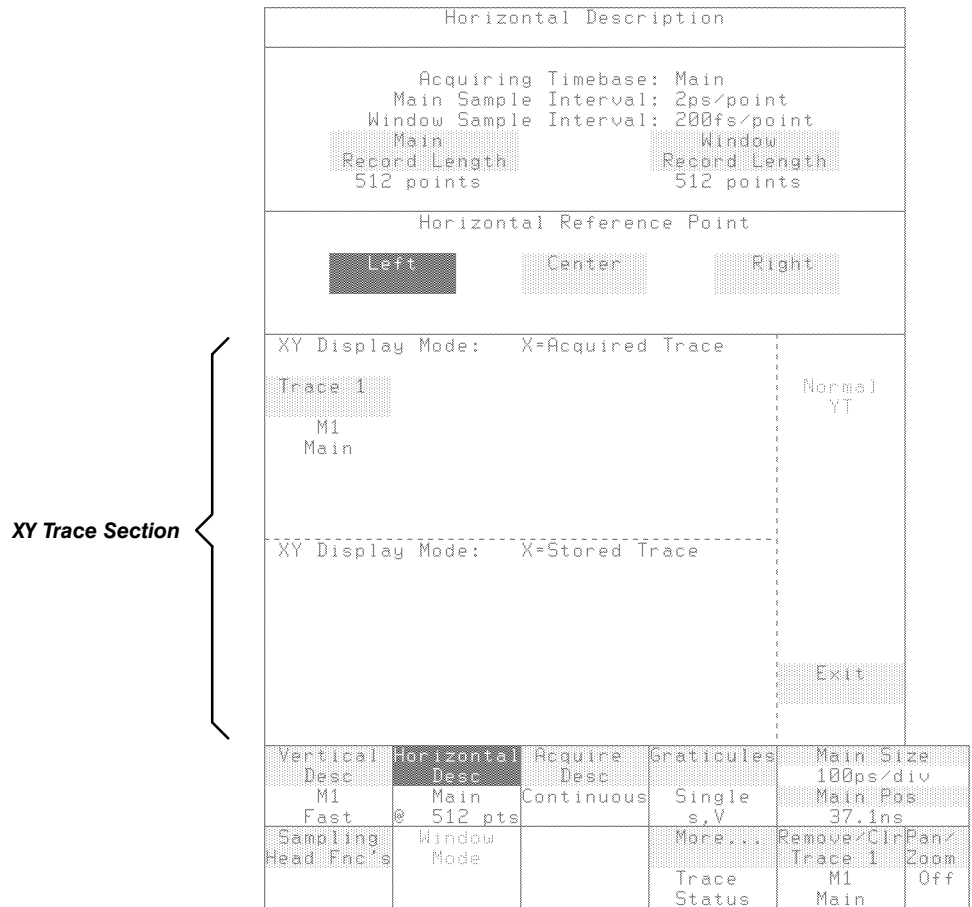 Horizontal Description
Acquiring Timebase: Main
Main Sample Interval: 2ps/point
Window Sample Interval: 200fs/point
Main Window
Record Length Record Length
512 points 512 points
Horizontal Reference Point
Left Center Right
XY Display Mode: X=Acquired Trace
Trace 1 Normal
YT
M1
Main
XY Trace Section
XY Display Mode: X=Stored Trace
Exit
Vertical Horizontal Acquire Graticules Main Size
Desc Desc Desc 100ps/div
M1 Main Continuous Single Main Pos
Fast @ 512 pts s,V 37.1ns
Sampling Window More... Remove/Clr Pan/
Head Fnc's Mode Trace 1 Zoom
Trace M1 Off
Status Main